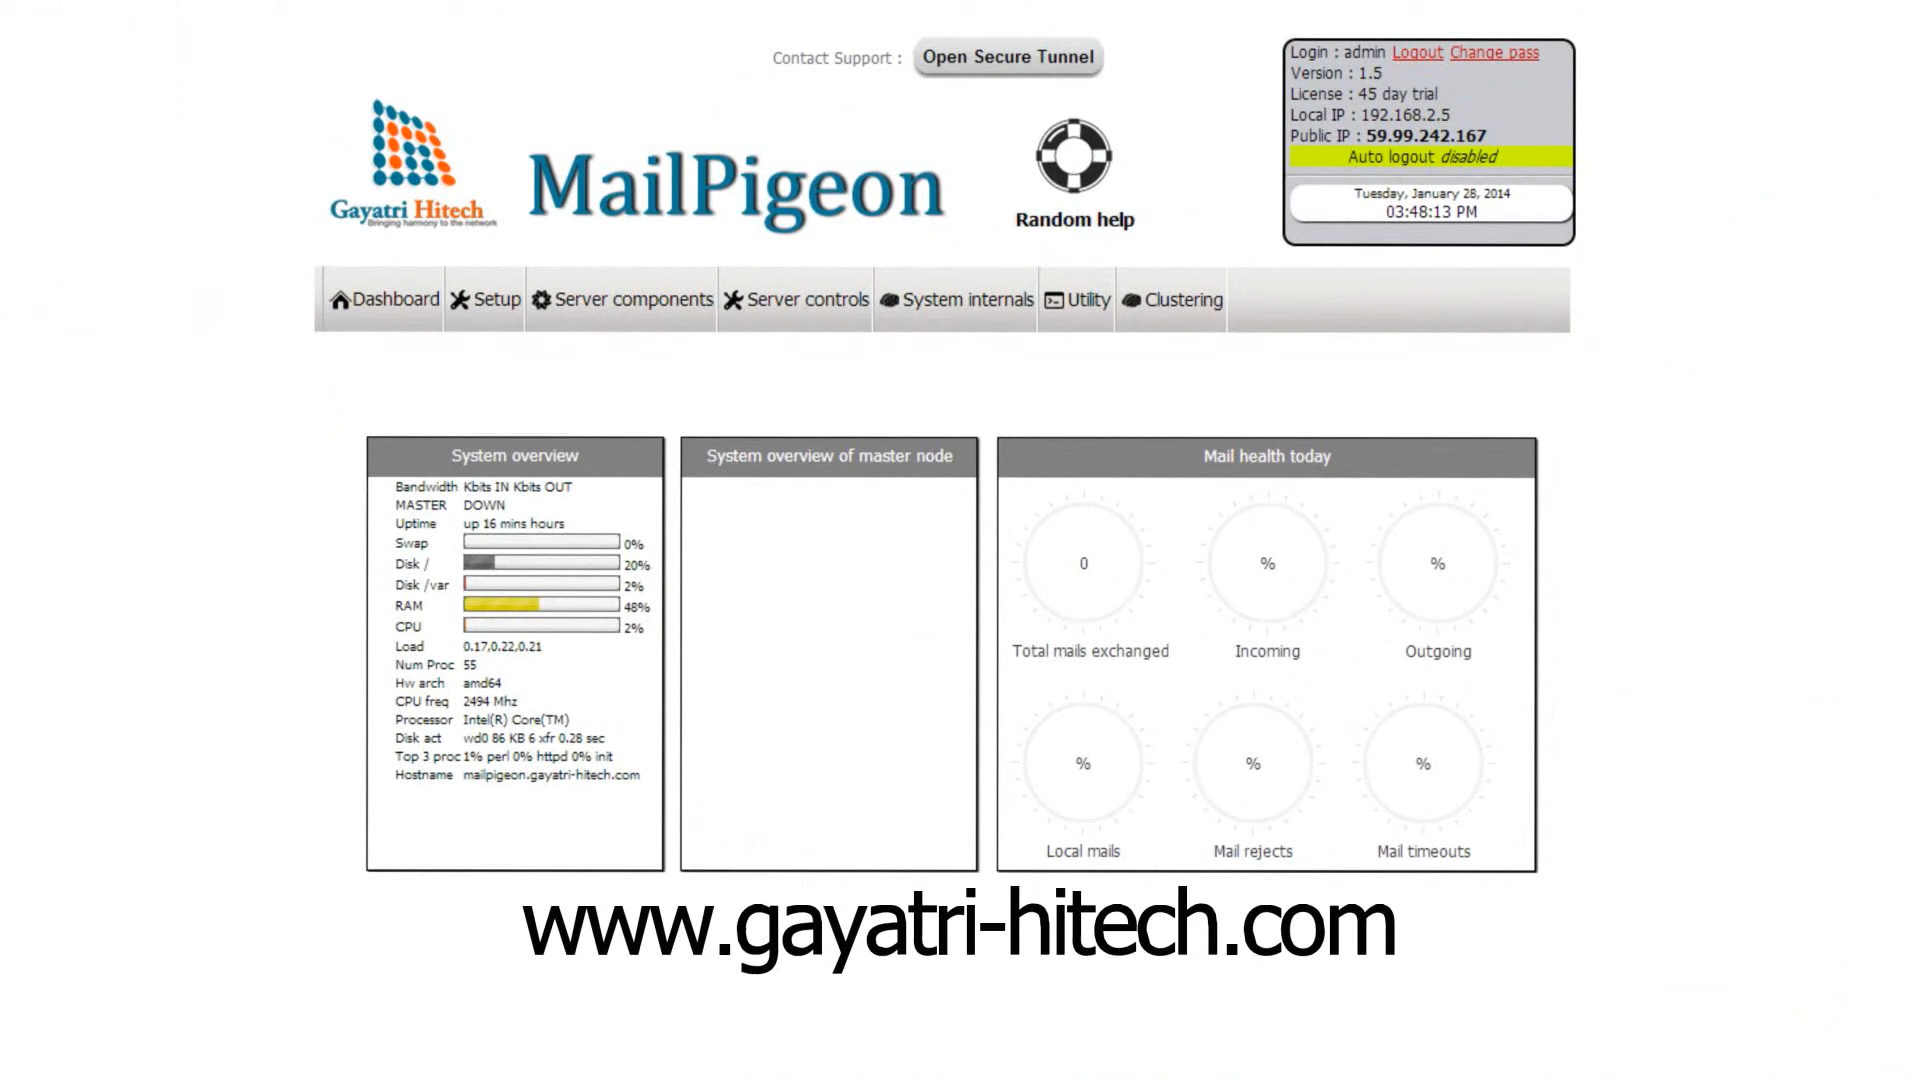 Contact Support : Open Secure Tunnel
Login : admin Logout Change pass
Version : 1.5
License : 45 day trial
Local IP : 192.168.2.5
Public IP : 59.99.242.167
Auto logout disabled
Tuesday, January 28, 2014
03:48:13 PM
Gayatri Hitech
Bringing harmony to the network
MailPigeon
Random help
Dashboard Setup Server components Server controls System internals Utility Clustering
System overview
Bandwidth Kbits IN Kbits OUT
MASTER DOWN
Uptime up 16 mins hours
Swap 0%
Disk / 20%
Disk /var 2%
RAM 48%
CPU 2%
Load 0.17,0.22,0.21
Num Proc 55
Hw arch amd64
CPU freq 2494 Mhz
Processor Intel(R) Core(TM)
Disk act wd0 86 KB 6 xfr 0.28 sec
Top 3 proc 1% perl 0% httpd 0% init
Hostname mailpigeon.gayatri-hitech.com
System overview of master node
Mail health today
0 % %
Total mails exchanged Incoming Outgoing
% % %
Local mails Mail rejects Mail timeouts
www.gayatri-hitech.com